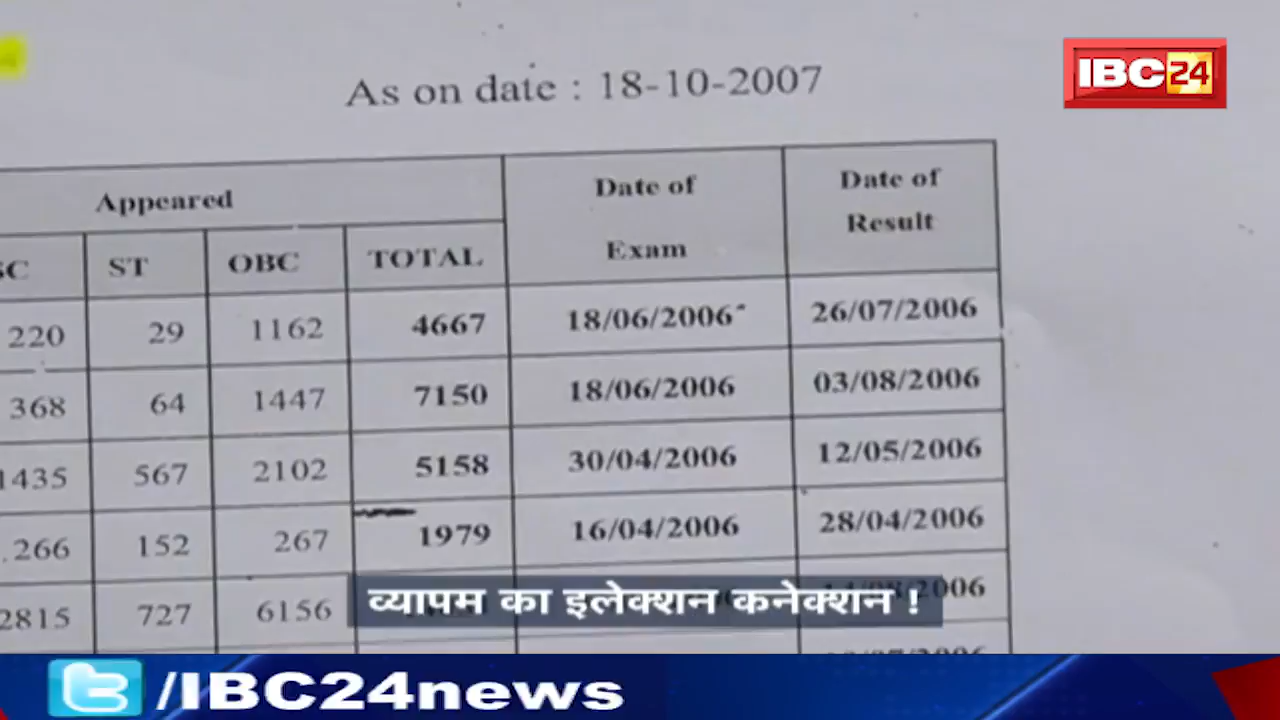 IBC24
As on date : 18-10-2007
Appeared
Date of
Exam
Date of
Result
ST OBC TOTAL
220 29 1162 4667 18/06/2006 26/07/2006
368 64 1447 7150 18/06/2006 03/08/2006
1435 567 2102 5158 30/04/2006 12/05/2006
266 152 267 1979 16/04/2006 28/04/2006
2815 727 6156
व्यापम का इलेक्शन कनेक्शन !
/IBC24news